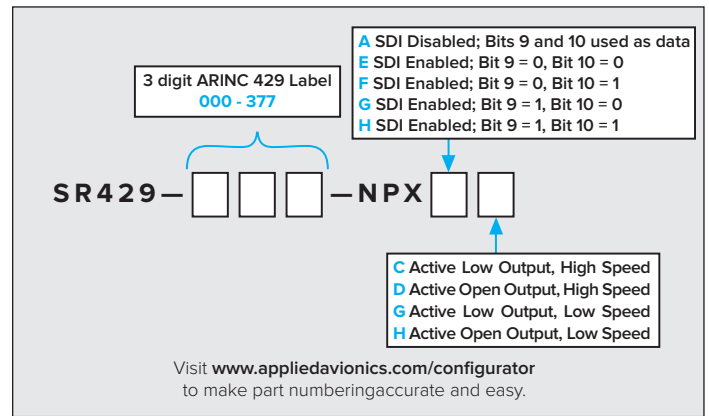 A SDI Disabled; Bits 9 and 10 used as data
E SDI Enabled; Bit 9 = 0, Bit 10 = 0
F SDI Enabled; Bit 9 = 0, Bit 10 = 1
G SDI Enabled; Bit 9 = 1, Bit 10 = 0
H SDI Enabled; Bit 9 = 1, Bit 10 = 1
3 digit ARINC 429 Label
000 - 377
SR429— —NPX
C Active Low Output, High Speed
D Active Open Output, High Speed
G Active Low Output, Low Speed
H Active Open Output, Low Speed
Visit www.appliedavionics.com/configurator
to make part numberingaccurate and easy.